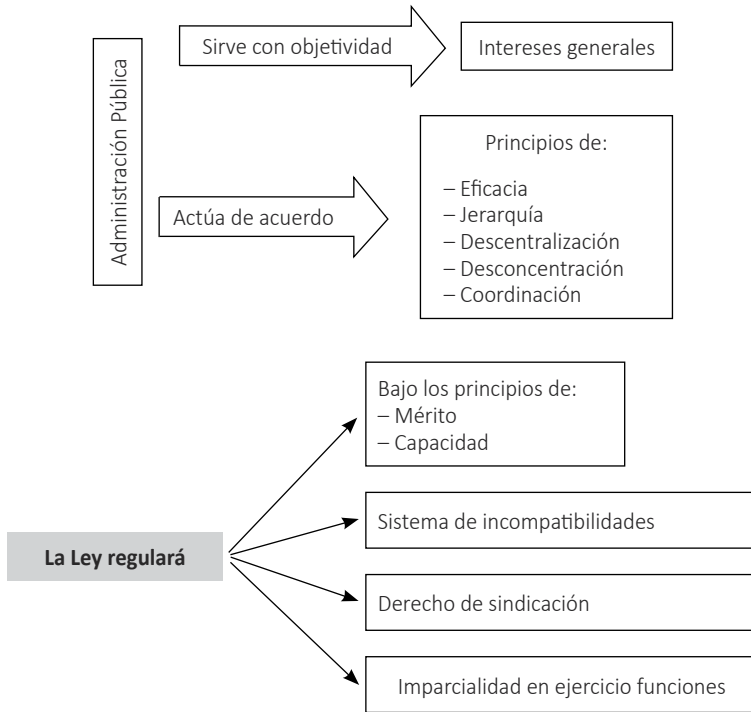 Administración Pública
Sirve con objetividad
Intereses generales
Actúa de acuerdo
Principios de:
– Eficacia
– Jerarquía
– Descentralización
– Desconcentración
– Coordinación
La Ley regulará
Bajo los principios de:
– Mérito
– Capacidad
Sistema de incompatibilidades
Derecho de sindicación
Imparcialidad en ejercicio funciones